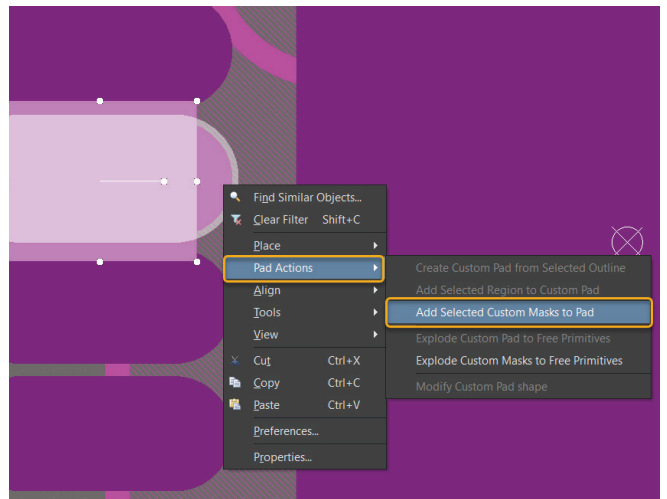 Find Similar Objects...
Clear Filter Shift+C
Place
Pad Actions
Align
Tools
View
Cut Ctrl+X
Copy Ctrl+C
Paste Ctrl+V
Preferences...
Properties...
Create Custom Pad from Selected Outline
Add Selected Region to Custom Pad
Add Selected Custom Masks to Pad
Explode Custom Pad to Free Primitives
Explode Custom Masks to Free Primitives
Modify Custom Pad shape